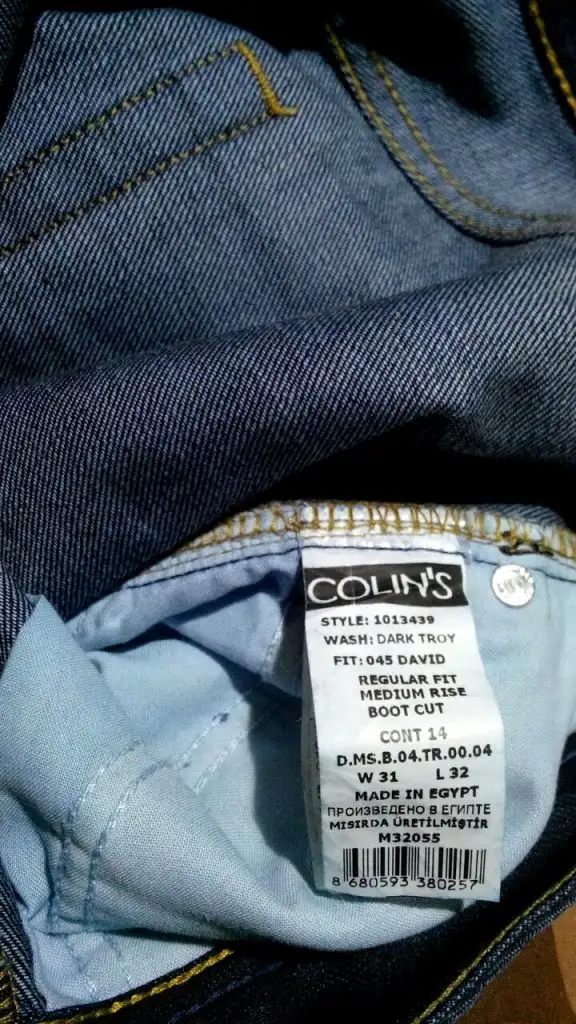 COLIN'S
STYLE: 1013439
WASH: DARK TROY
FIT: 045 DAVID
REGULAR FIT
MEDIUM RISE
BOOT CUT
CONT 14
D.MS.B.04.TR.00.04
W 31 L 32
MADE IN EGYPT
ПРОИЗВЕДЕНО В ЕГИПТЕ
MISIRDA ÜRETİLMİŞTİR
M32055
8 680593 380257